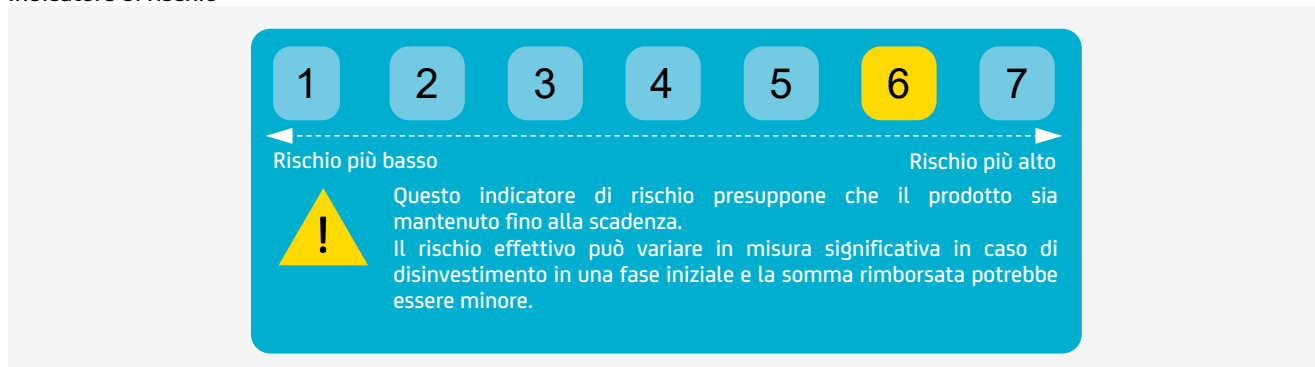 1 2 3 4 5 6 7
Rischio più basso Rischio più alto
Questo indicatore di rischio presuppone che il prodotto sia
mantenuto fino alla scadenza.
!
Il rischio effettivo può variare in misura significativa in caso di
disinvestimento in una fase iniziale e la somma rimborsata potrebbe
essere minore.